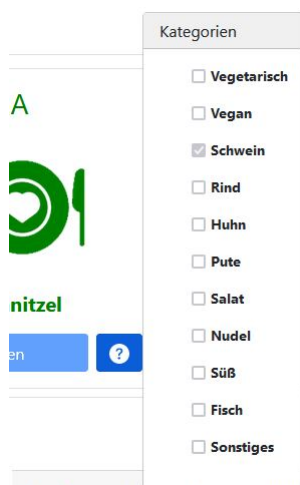 Kategorien
Vegetarisch
A
Vegan
Schwein
Rind
Huhn
Pute
nitzel
Salat
Nudel
en
?
Süß
Fisch
Sonstiges